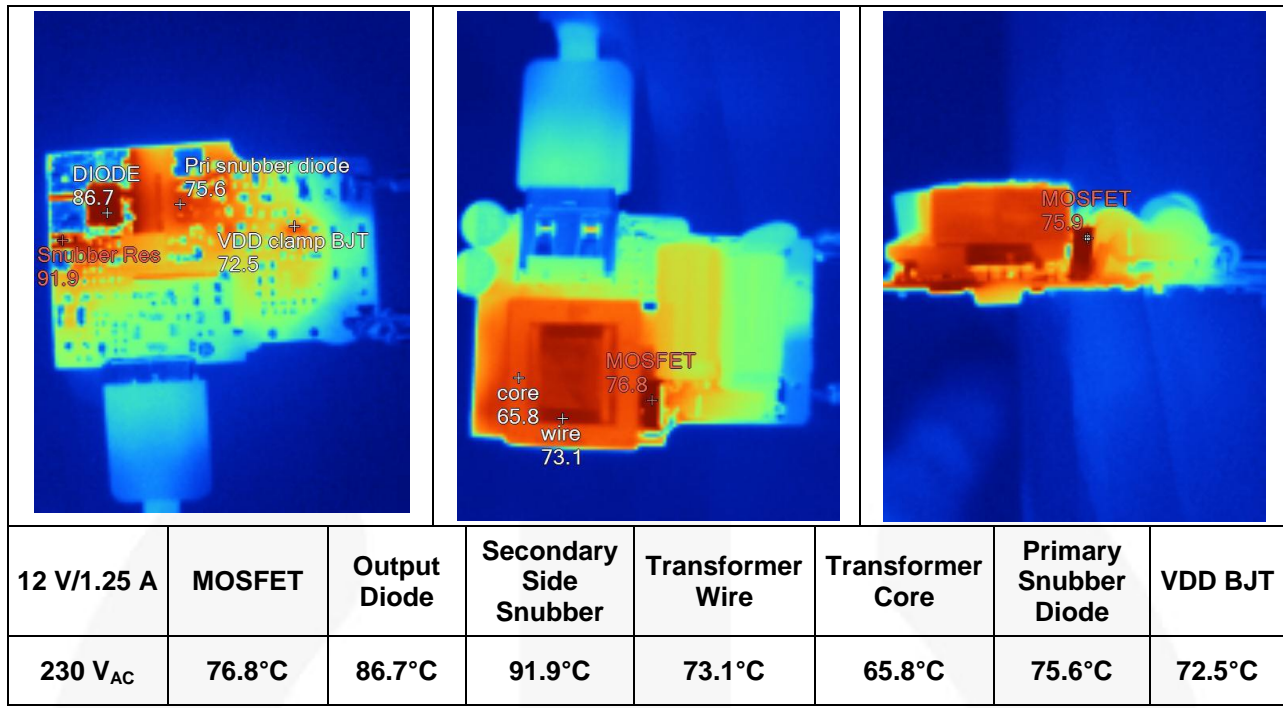 DIODE
86.7
Pri snubber diode
75.6
Snubber Res
91.9
VDD clamp BJT
72.5
core
65.8
wire
73.1
MOSFET
76.8
MOSFET
75.9
12 V/1.25 A
MOSFET
Output
Diode
Secondary
Side
Snubber
Transformer
Wire
Transformer
Core
Primary
Snubber
Diode
VDD BJT
230 VAC
76.8°C
86.7°C
91.9°C
73.1°C
65.8°C
75.6°C
72.5°C